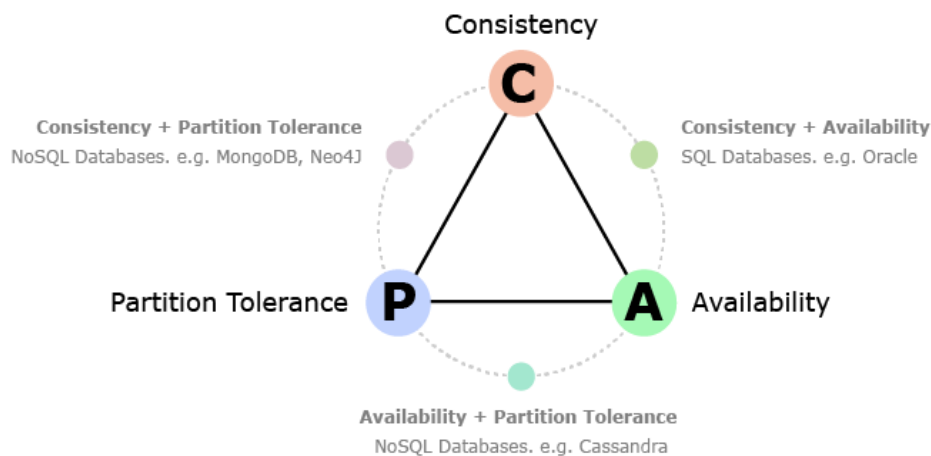 Consistency
C
Consistency + Partition Tolerance
NoSQL Databases. e.g. MongoDB, Neo4J
Consistency + Availability
SQL Databases. e.g. Oracle
Partition Tolerance
P
A
Availability
Availability + Partition Tolerance
NoSQL Databases. e.g. Cassandra